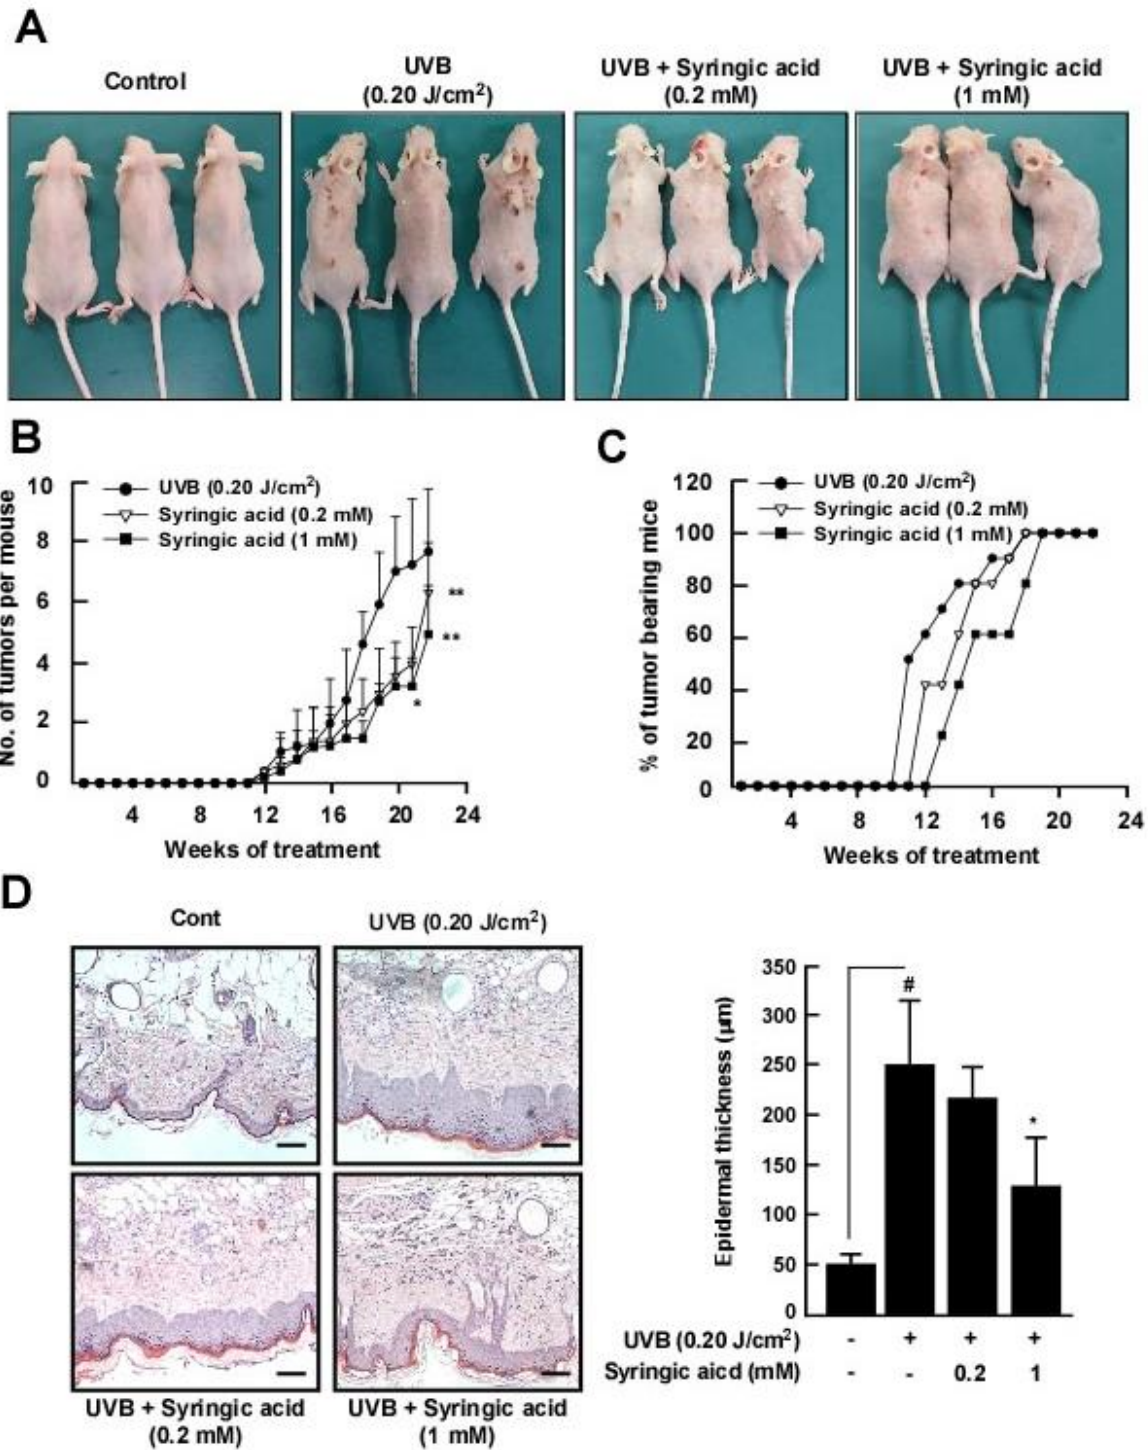 A
Control
UVB
(0.20 J/cm²)
UVB + Syringic acid
(0.2 mM)
UVB + Syringic acid
(1 mM)
B
No. of tumors per mouse
10
8
6
4
2
0
UVB (0.20 J/cm²)
Syringic acid (0.2 mM)
Syringic acid (1 mM)
**
**
*
4 8 12 16 20 24
Weeks of treatment
C
% of tumor bearing mice
120
100
80
60
40
20
0
UVB (0.20 J/cm²)
Syringic acid (0.2 mM)
Syringic acid (1 mM)
4 8 12 16 20 24
Weeks of treatment
D
Cont
UVB (0.20 J/cm²)
UVB + Syringic acid
(0.2 mM)
UVB + Syringic acid
(1 mM)
Epidermal thickness (µm)
350
300
250
200
150
100
50
0
#
*
UVB (0.20 J/cm²) - + + +
Syringic aicd (mM) - - 0.2 1